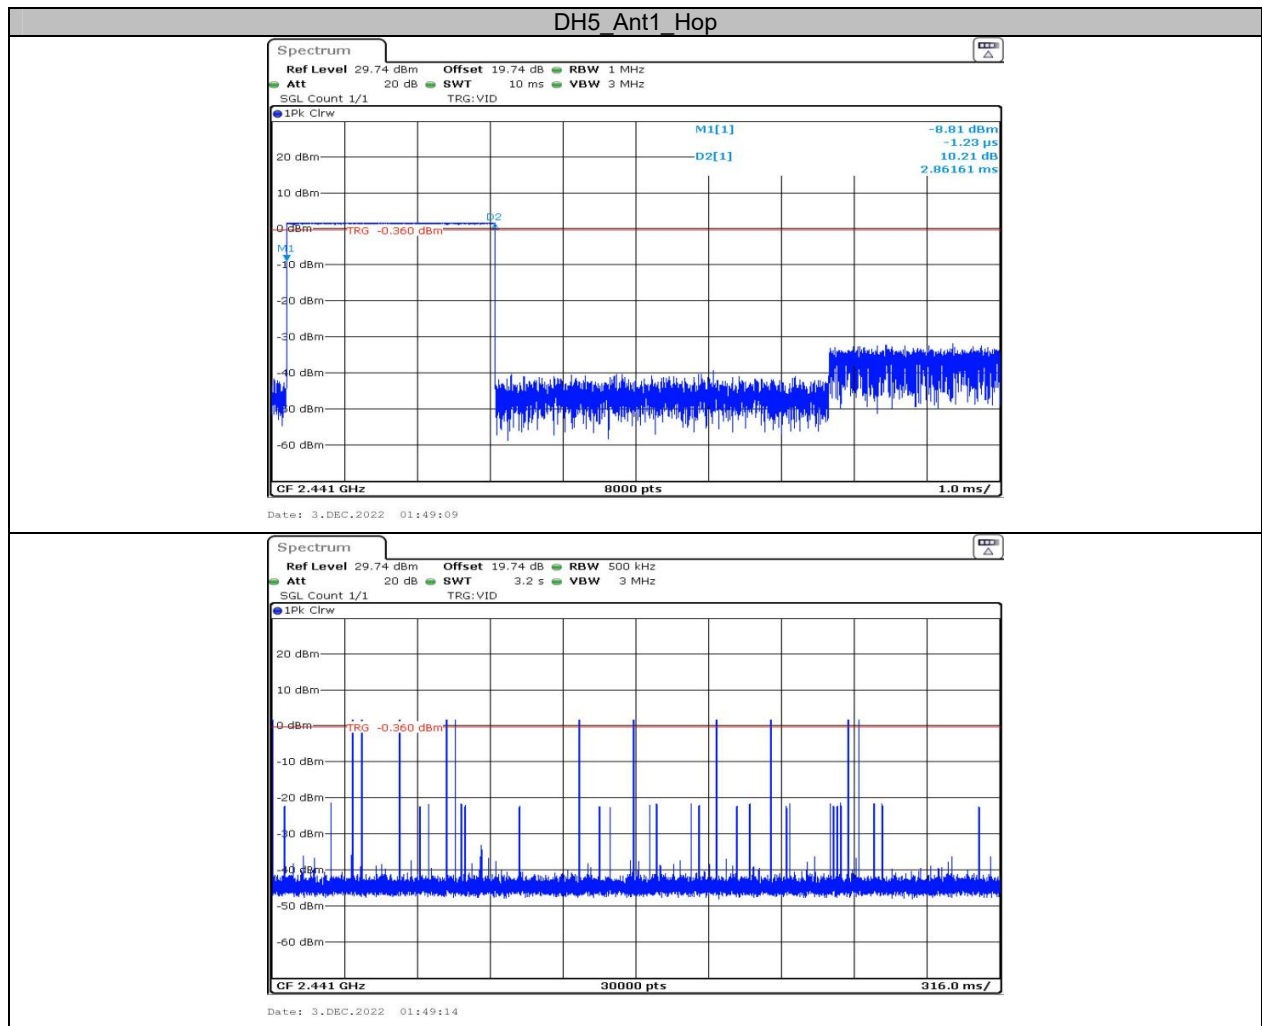 DH5_Ant1_Hop
Spectrum
Ref Level 29.74 dBm Offset 19.74 dB RBW 1 MHz
Att 20 dB SWT 10 ms VBW 3 MHz
SGL Count 1/1 TRG:VID
1Pk Clrw
M1[1] -8.81 dBm
-1.23 µs
D2[1] 10.21 dB
2.86161 ms
20 dBm
10 dBm
D2
0 dBm
TRG -0.360 dBm
M1
-10 dBm
-20 dBm
-30 dBm
-40 dBm
-50 dBm
-60 dBm
CF 2.441 GHz 8000 pts 1.0 ms/
Date: 3.DEC.2022 01:49:09
Spectrum
Ref Level 29.74 dBm Offset 19.74 dB RBW 500 kHz
Att 20 dB SWT 3.2 s VBW 3 MHz
SGL Count 1/1 TRG:VID
1Pk Clrw
20 dBm
10 dBm
0 dBm
TRG -0.360 dBm
-10 dBm
-20 dBm
-30 dBm
-40 dBm
-50 dBm
-60 dBm
CF 2.441 GHz 30000 pts 316.0 ms/
Date: 3.DEC.2022 01:49:14